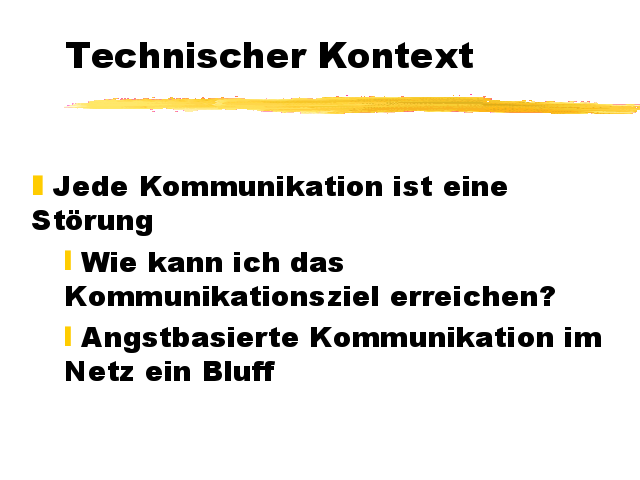 Technischer Kontext
Jede Kommunikation ist eine
Störung
Wie kann ich das
Kommunikationsziel erreichen?
Angstbasierte Kommunikation im
Netz ein Bluff